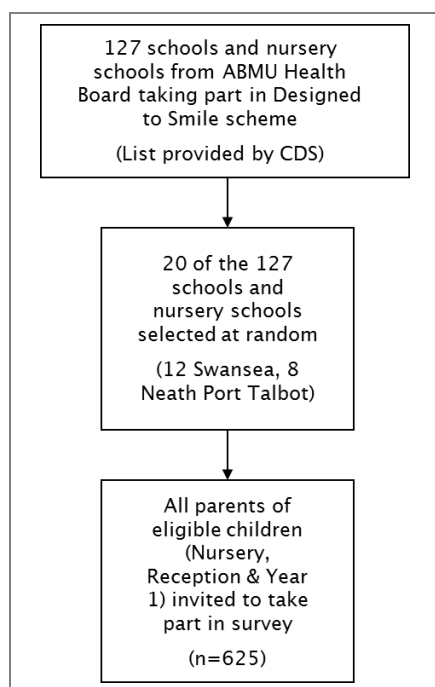 127 schools and nursery
schools from ABMU Health
Board taking part in Designed
to Smile scheme
(List provided by CDS)
20 of the 127
schools and
nursery schools
selected at random
(12 Swansea, 8
Neath Port Talbot)
All parents of
eligible children
(Nursery,
Reception & Year
1) invited to take
part in survey
(n=625)